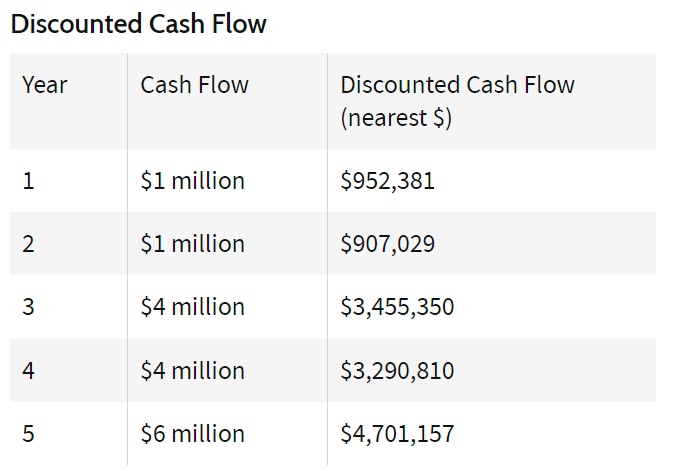 Discounted Cash Flow
Year Cash Flow Discounted Cash Flow
(nearest $)
1 $1 million $952,381
2 $1 million $907,029
3 $4 million $3,455,350
4 $4 million $3,290,810
5 $6 million $4,701,157